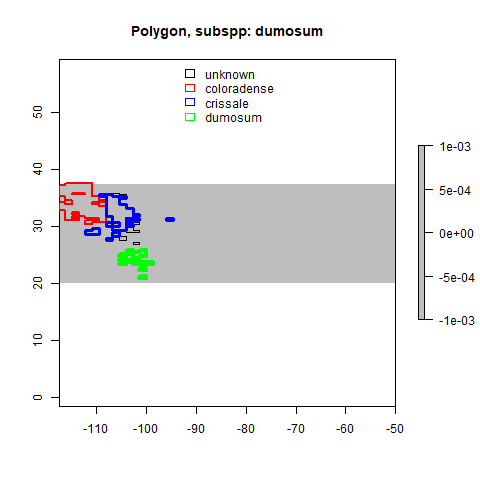 Polygon, subspp: dumosum
unknown
coloradense
crissale
dumosum
50
40
30
20
10
0
-110
-100
-90
-80
-70
-60
-50
1e-03
5e-04
0e+00
-5e-04
-1e-03